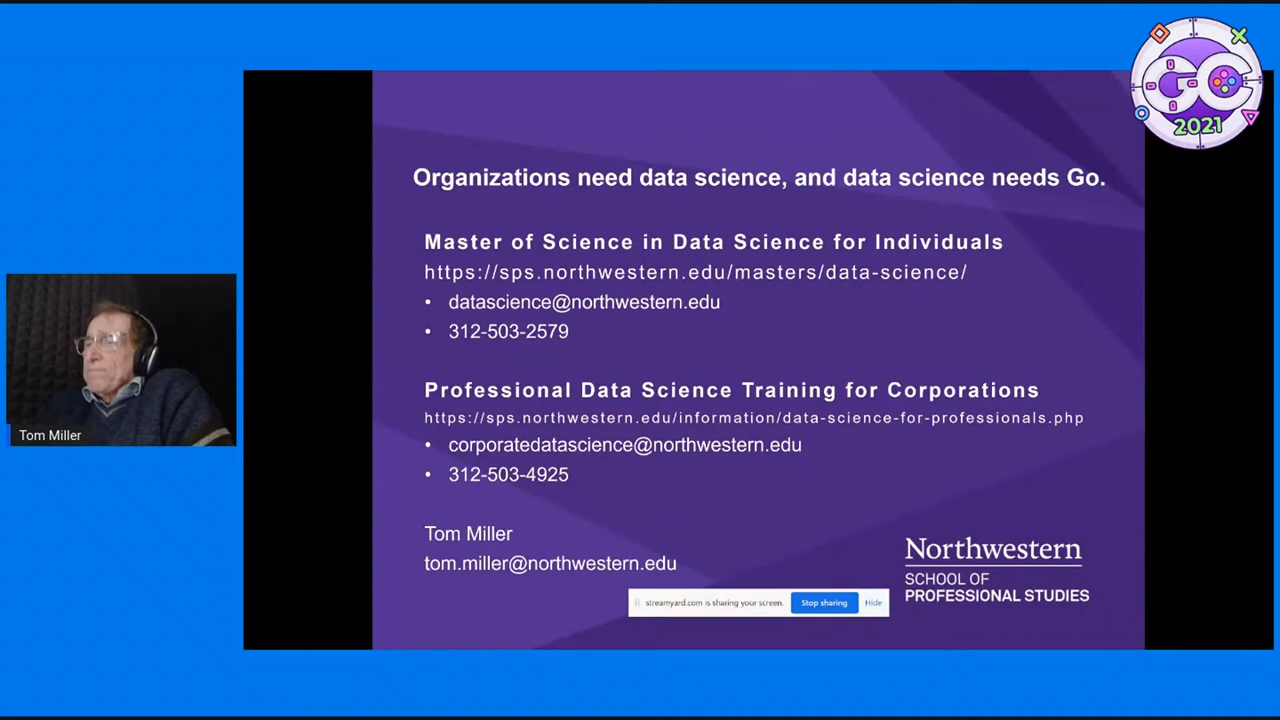 GC
2021
Organizations need data science, and data science needs Go.
Master of Science in Data Science for Individuals
https://sps.northwestern.edu/masters/data-science/
• datascience@northwestern.edu
• 312-503-2579
Professional Data Science Training for Corporations
https://sps.northwestern.edu/information/data-science-for-professionals.php
• corporatedatascience@northwestern.edu
• 312-503-4925
Tom Miller
tom.miller@northwestern.edu
Northwestern
SCHOOL OF
PROFESSIONAL STUDIES
streamyard.com is sharing your screen. Stop sharing Hide
Tom Miller